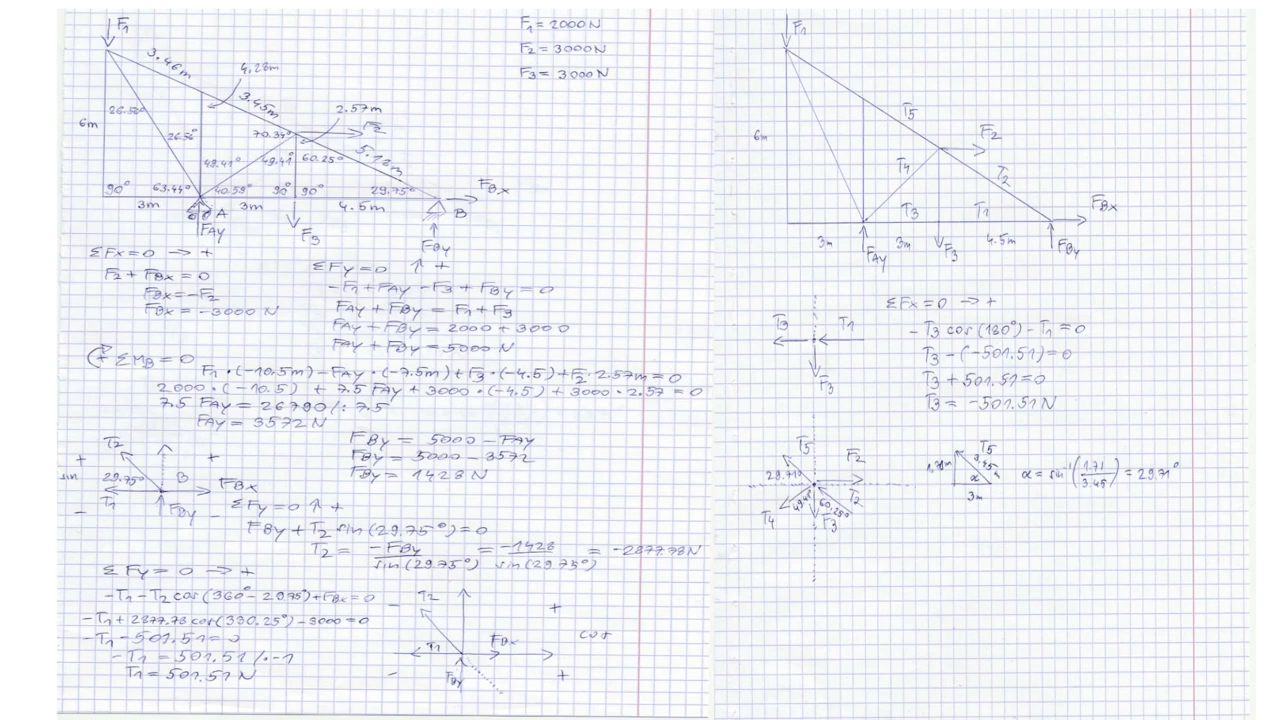 F1
F1 = 2000N
F2 = 3000N
F3 = 3000N
3.46m
4.28m
3.45m
2.57m
26.56°
6m
26.56°
70.34°
F2
5.18m
49.41°
49.41°
60.25°
90°
63.44°
40.59°
90°
90°
29.75°
FBx
3m
A
3m
4.5m
B
FAy
F3
FBy
ΣFx=0 → +
F2 + FBx = 0
FBx = -F2
FBx = -3000 N
ΣFy=0 ↑ +
-F1 + FAy - F3 + FBy = 0
FAy + FBy = F1 + F3
FAy + FBy = 2000 + 3000
FAy + FBy = 5000 N
+ ΣMB = 0
F1 · (-10.5m) - FAy · (-7.5m) + F3 · (-4.5) + F2 · 2.57m = 0
2000 · (-10.5) + 7.5 FAy + 3000 · (-4.5) + 3000 · 2.57 = 0
7.5 FAy = 26790 /: 7.5
FAy = 3572 N
FBy = 5000 - FAy
FBy = 5000 - 3572
FBy = 1428 N
T2
+
+
sin
29.75°
B
FBx
-
T1
FBy
-
ΣFy = 0 ↑ +
FBy + T2 sin(29.75°) = 0
T2 = -FBy / sin(29.75°) = -1428 / sin(29.75°) = -2877.78N
ΣFy = 0 → +
-T1 - T2 cos(360° - 29.75°) + FBx = 0
-T1 + 2877.78 cos(330.25°) - 3000 = 0
-T1 - 501.51 = 0
-T1 = 501.51 /·-1
T1 = 501.51 N
T2
-
+
FBx
cos
T1
-
FBy
+
F1
T5
6m
F2
T4
T2
FBx
T3
T1
3m
FAy
3m
F3
4.5m
FBy
T3
T1
F3
ΣFx=0 → +
-T3 cos(180°) - T1 = 0
T3 - (-501.51) = 0
T3 + 501.51 = 0
T3 = -501.51 N
T5
F2
29.71°
T2
49.41°
60.25°
T4
F3
T5
3.45m
α
3m
α = sin⁻¹(1.71/3.45) = 29.71°